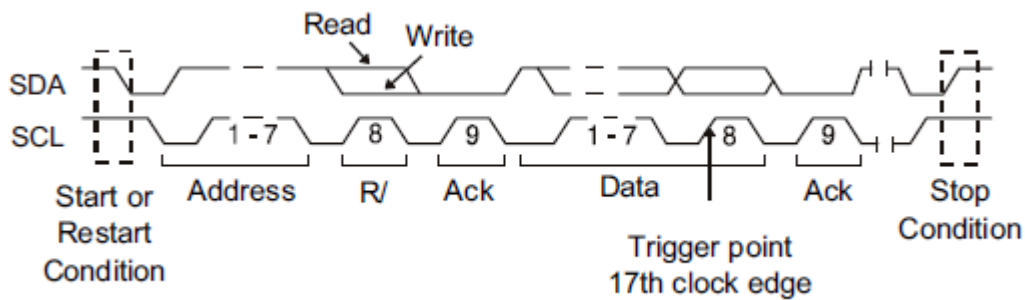 Read
Write
SDA
SCL
1 - 7
8
9
1 - 7
8
9
Address
R/
Ack
Data
Ack
Start or
Restart
Condition
Stop
Condition
Trigger point
17th clock edge